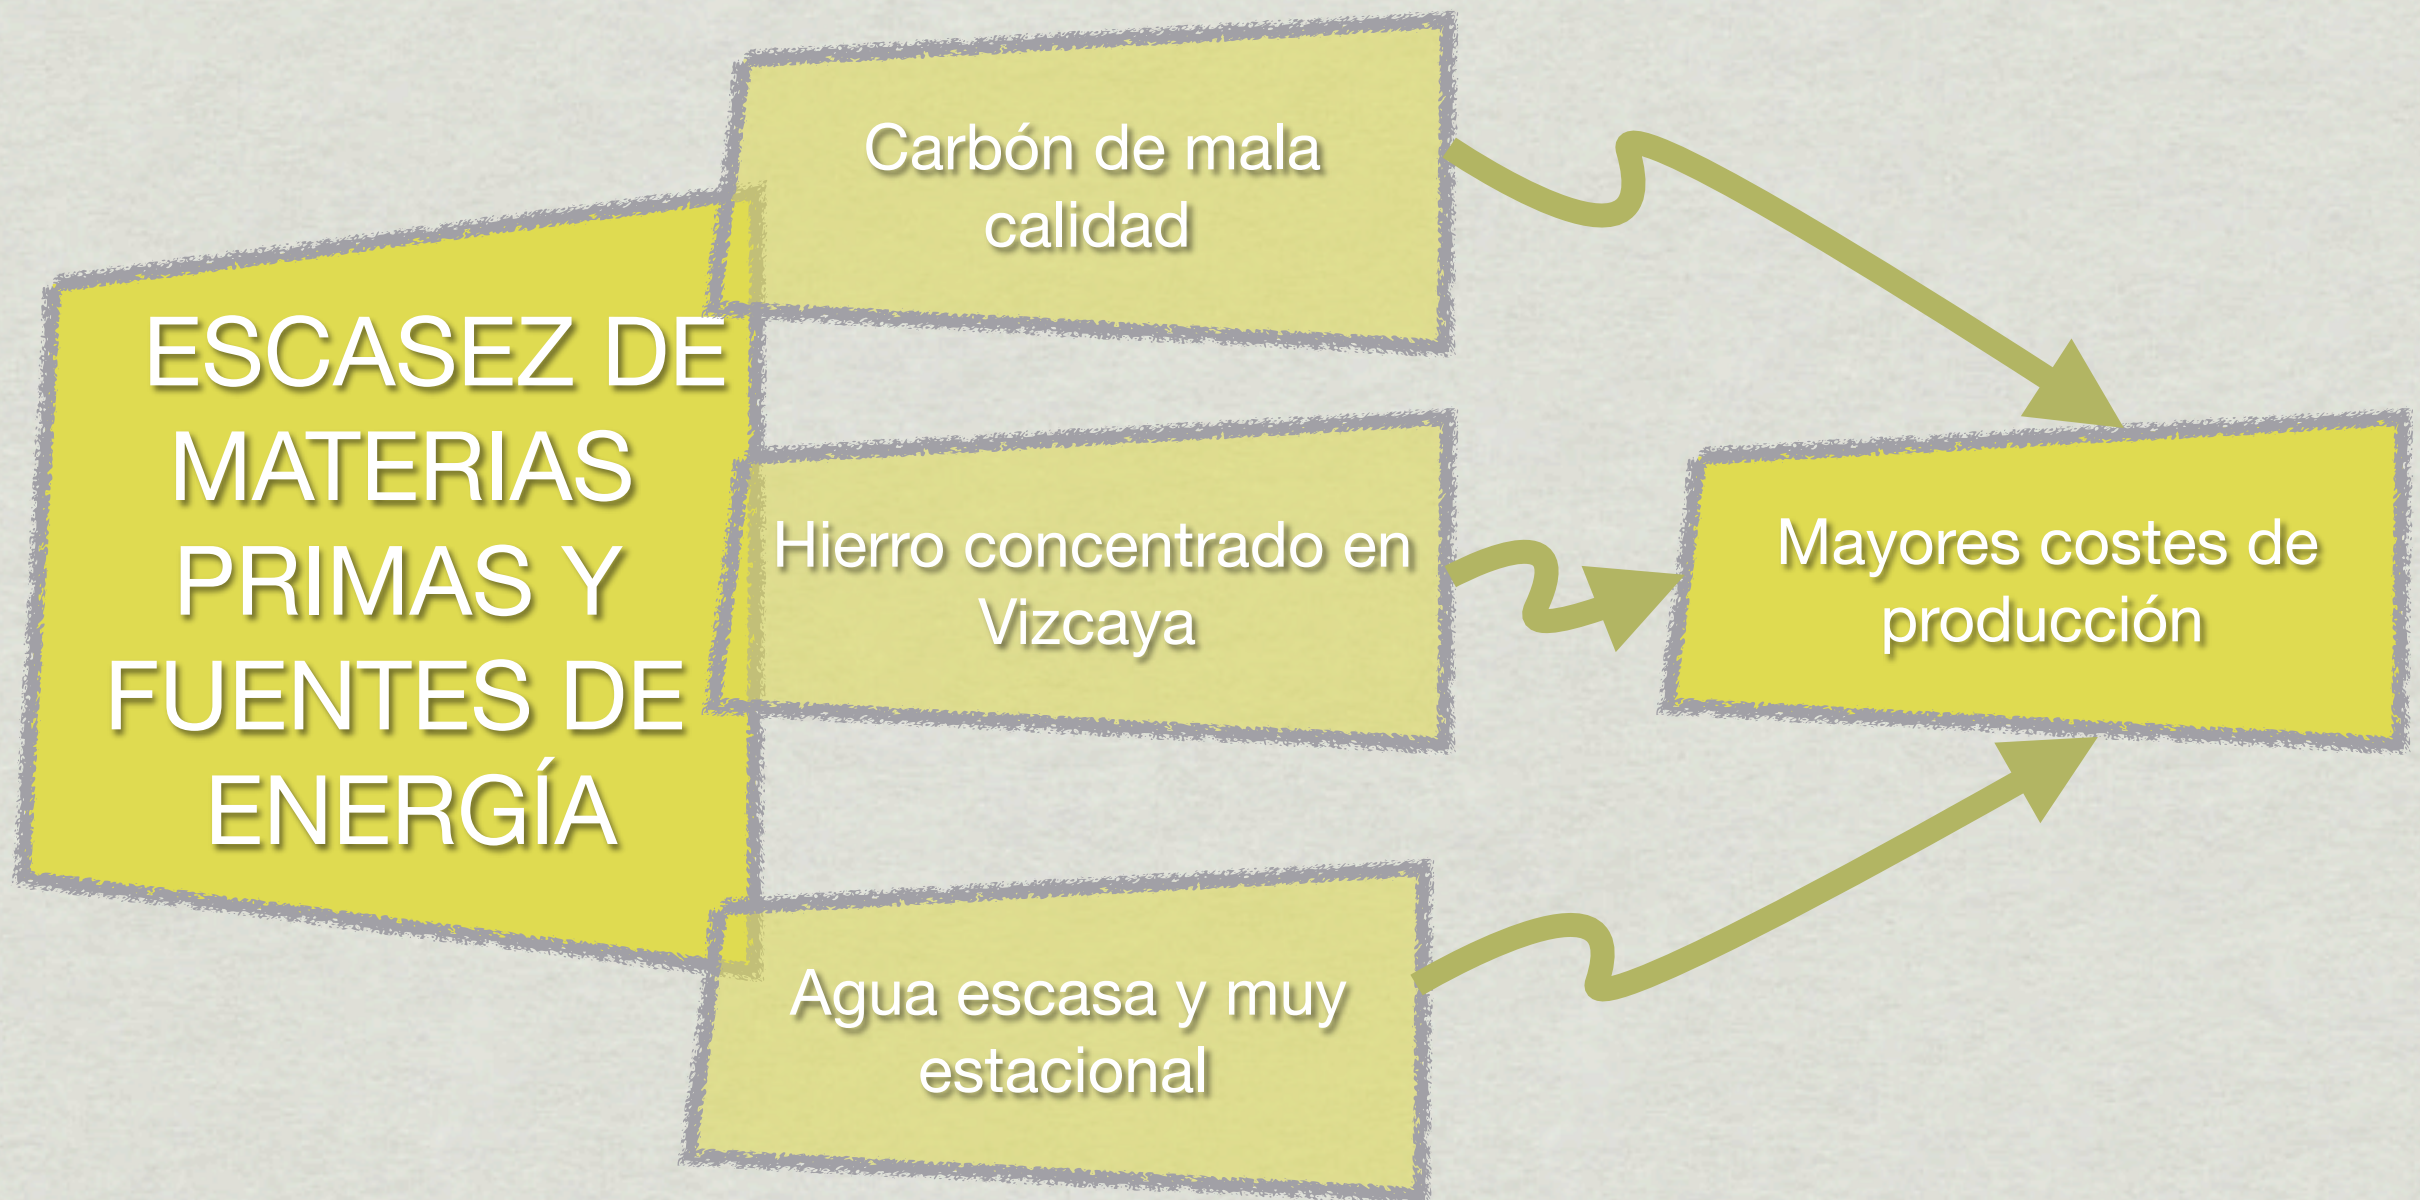 ESCASEZ DE
MATERIAS
PRIMAS Y
FUENTES DE
ENERGÍA
Carbón de mala
calidad
Hierro concentrado en
Vizcaya
Agua escasa y muy
estacional
Mayores costes de
producción